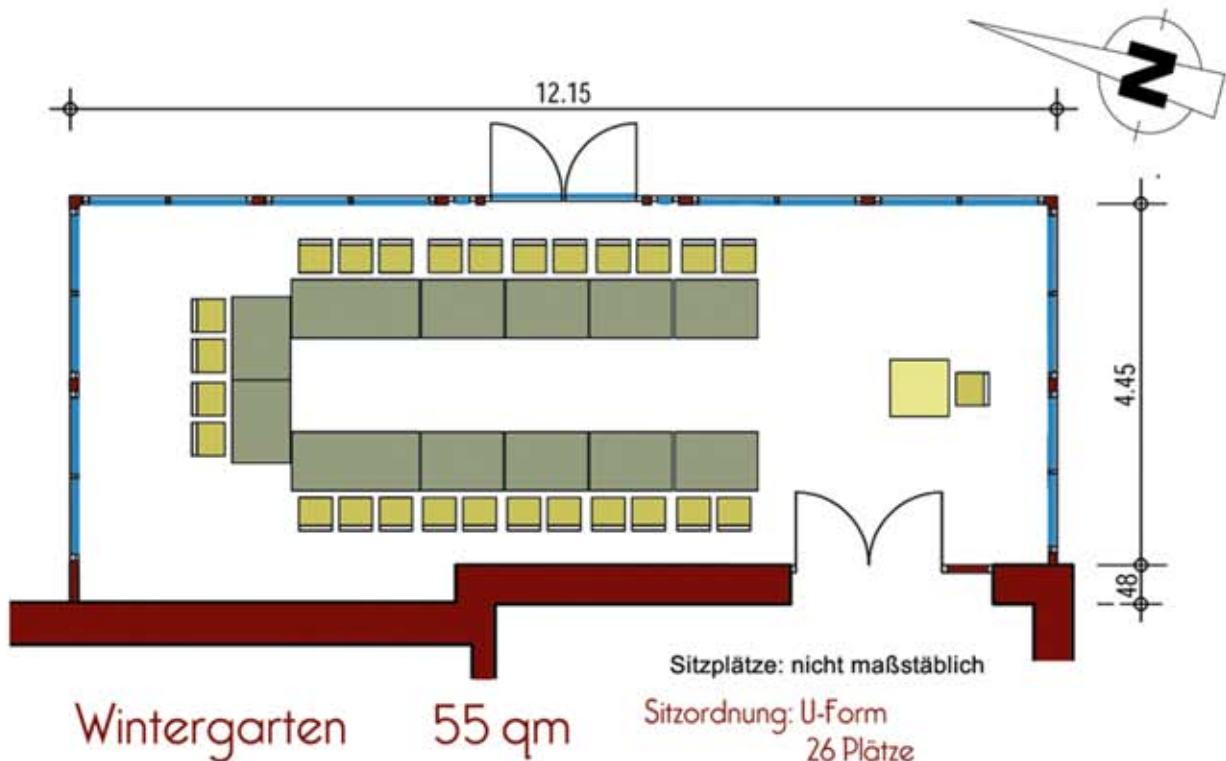 12.15
N
4.45
48
Sitzplätze: nicht maßstäblich
Wintergarten 55 qm
Sitzordnung: U-Form
26 Plätze